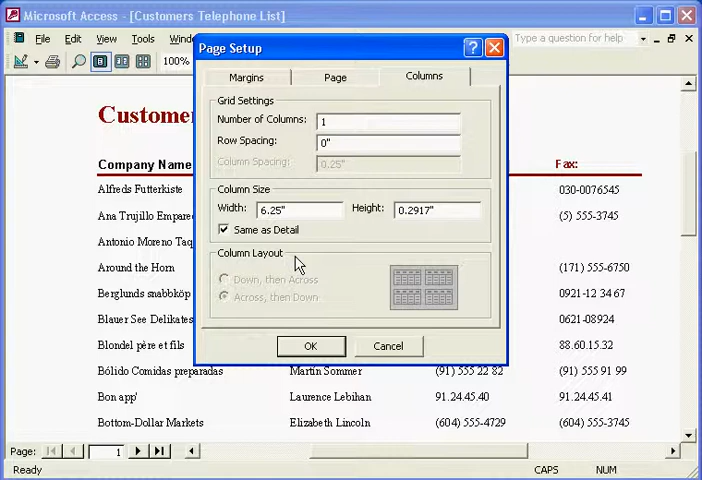 Microsoft Access - [Customers Telephone List]
File Edit View Tools Type a question for help
100%
Page Setup
Margins Page Columns
Grid Settings
Number of Columns: 1
Row Spacing: 0"
Column Spacing: 0.25"
Column Size
Width: 6.25" Height: 0.2917"
Same as Detail
Column Layout
Down, then Across
Across, then Down
OK Cancel
Company Name Fax:
Alfreds Futterkiste 030-0076545
Ana Trujillo (5) 555-3745
Antonio Moreno
Around the Horn (171) 555-6750
Berglunds snabbköp 0921-12 34 67
Blauer See 0621-08924
Blondel père et fils 88.60.15.32
Bólido Comidas preparadas Martín Sommer (91) 555 22 82 (91) 555 91 99
Bon app' Laurence Lebihan 91.24.45.40 91.24.45.41
Bottom-Dollar Markets Elizabeth Lincoln (604) 555-4729 (604) 555-3745
Page: 1
Ready CAPS NUM